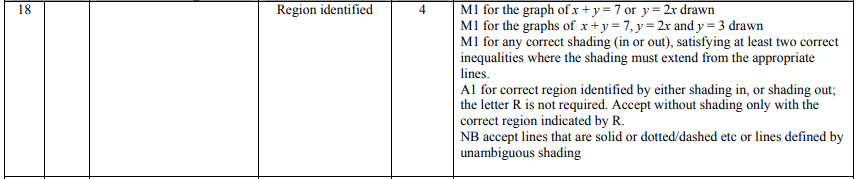 18 Region identified 4 M1 for the graph of x + y = 7 or y = 2x drawn
M1 for the graphs of x + y = 7, y = 2x and y = 3 drawn
M1 for any correct shading (in or out), satisfying at least two correct
inequalities where the shading must extend from the appropriate
lines.
A1 for correct region identified by either shading in, or shading out;
the letter R is not required. Accept without shading only with the
correct region indicated by R.
NB accept lines that are solid or dotted/dashed etc or lines defined by
unambiguous shading